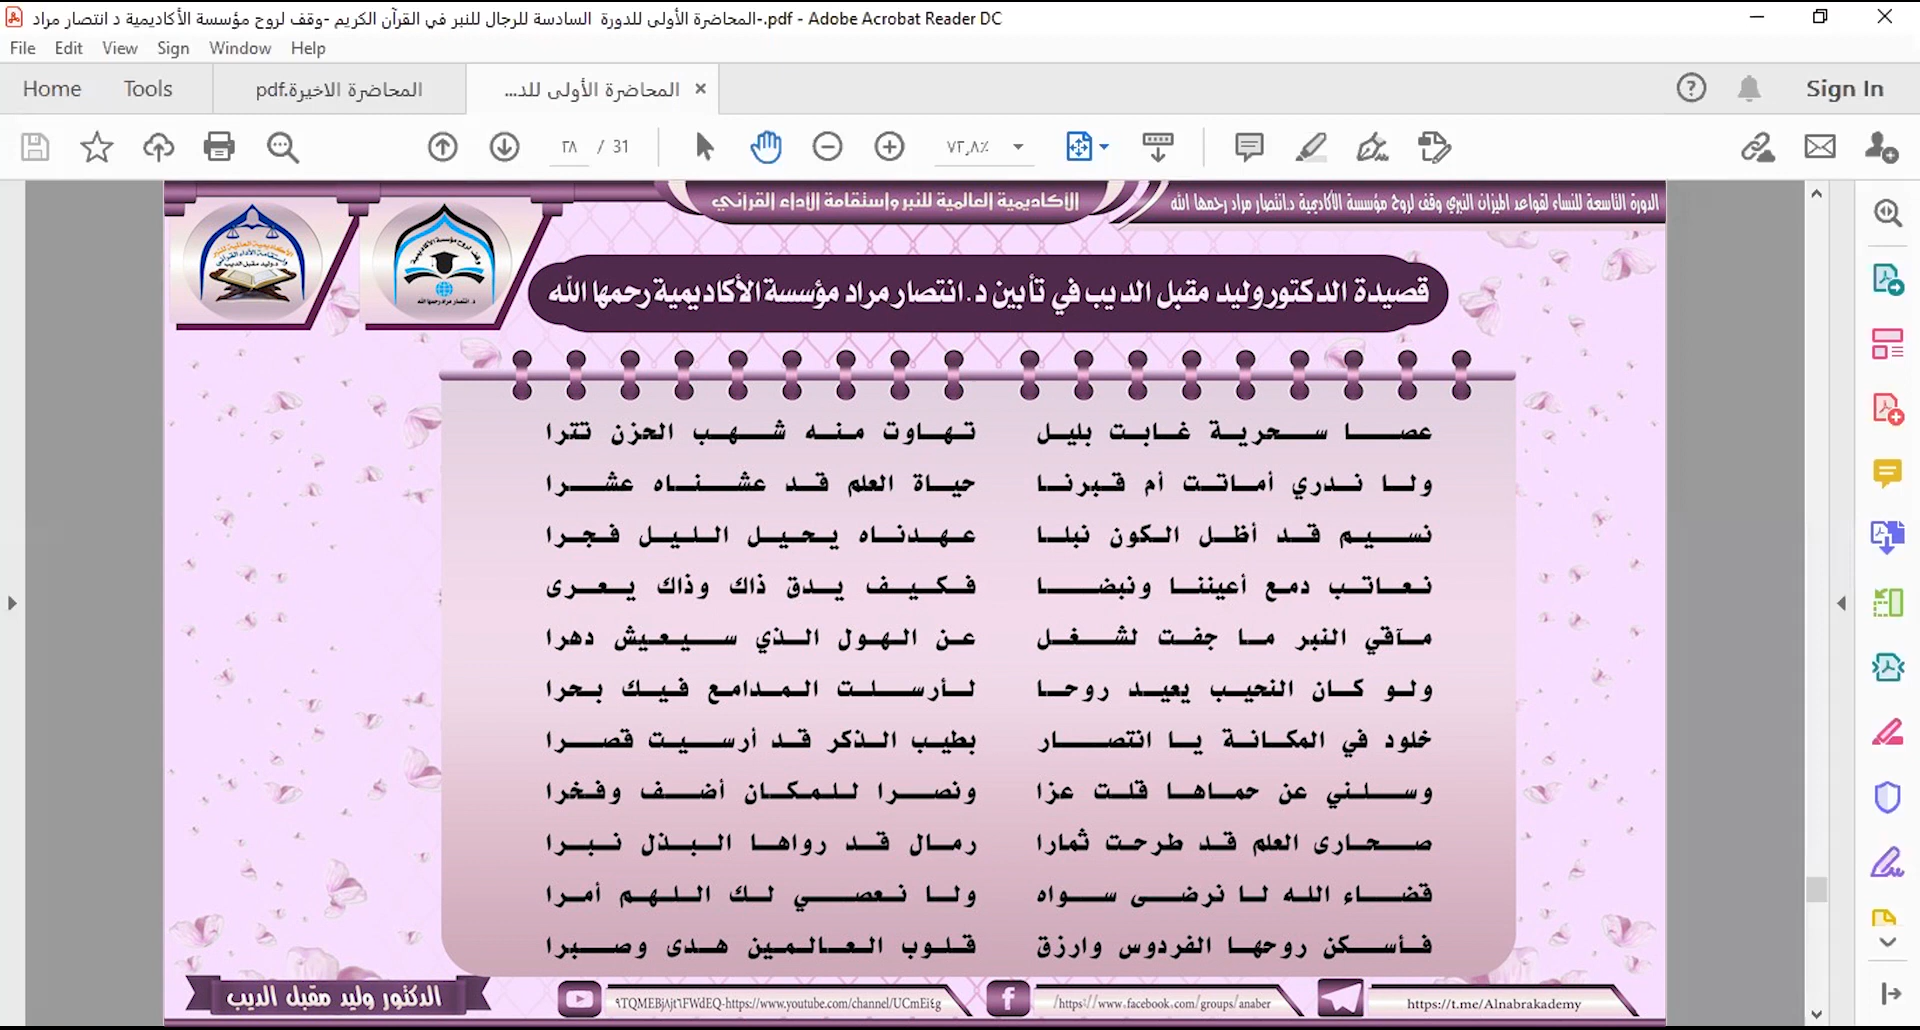 المحاضرة الأولى للدورة السادسة للرجال للنبر في القرآن الكريم -وقف لروح مؤسسة الأكاديمية د انتصار مراد-.pdf - Adobe Acrobat Reader DC
File Edit View Sign Window Help
Home Tools المحاضرة الاخيرة.pdf المحاضرة الأولى للد... Sign In
٢٨ / 31 ٧٣٫٨٪
الدورة التاسعة للنساء لقواعد الميزان النبري وقف لروح مؤسسة الأكاديمية د.انتصار مراد رحمها الله
الأكاديمية العالمية للنبر وإستقامة الأداء القرآني
قصيدة الدكتور وليد مقبل الديب في تأبين د. انتصار مراد مؤسسة الأكاديمية رحمها الله
عصا سحرية غابت بليل تهاوت منه شهب الحزن تترا
ولا ندري أماتت أم قبرنا حياة العلم قد عشناه عشرا
نسيم قد أظل الكون نبلا عهدناه يحيل الليل فجرا
نعاتب دمع أعيننا ونبضا فكيف يدق ذاك وذاك يعرى
مآقي النبر ما جفت لشغل عن الهول الذي سيعيش دهرا
ولو كان النحيب يعيد روحا لأرسلت المدامع فيك بحرا
خلود في المكانة يا انتصار بطيب الذكر قد أرسيت قصرا
وسلني عن حماها قلت عزا ونصرا للمكان أضف وفخرا
صحارى العلم قد طرحت ثمارا رمال قد رواها البذل نبرا
قضاء الله لا نرضى سواه ولا نعصي لك اللهم أمرا
فأسكن روحها الفردوس وارزق قلوب العالمين هدى وصبرا
الدكتور وليد مقبل الديب
٩TQMEBjAjt٦FWdEQ-https://www.youtube.com/channel/UCmEi٤g
/https://www.facebook.com/groups/anaber
https://t.me/Alnabrakademy